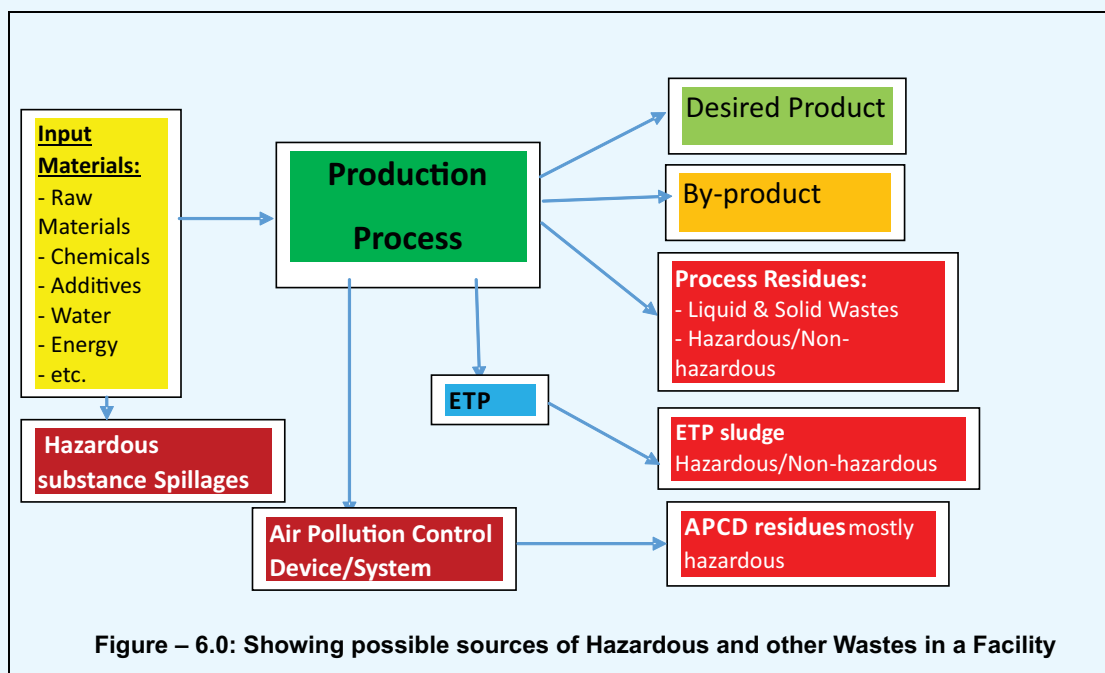 Input
Materials:
- Raw
Materials
- Chemicals
- Additives
- Water
- Energy
- etc.
Hazardous
substance Spillages
Production
Process
ETP
Air Pollution Control
Device/System
Desired Product
By-product
Process Residues:
- Liquid & Solid Wastes
- Hazardous/Non-
hazardous
ETP sludge
Hazardous/Non-hazardous
APCD residues mostly
hazardous
Figure – 6.0: Showing possible sources of Hazardous and other Wastes in a Facility